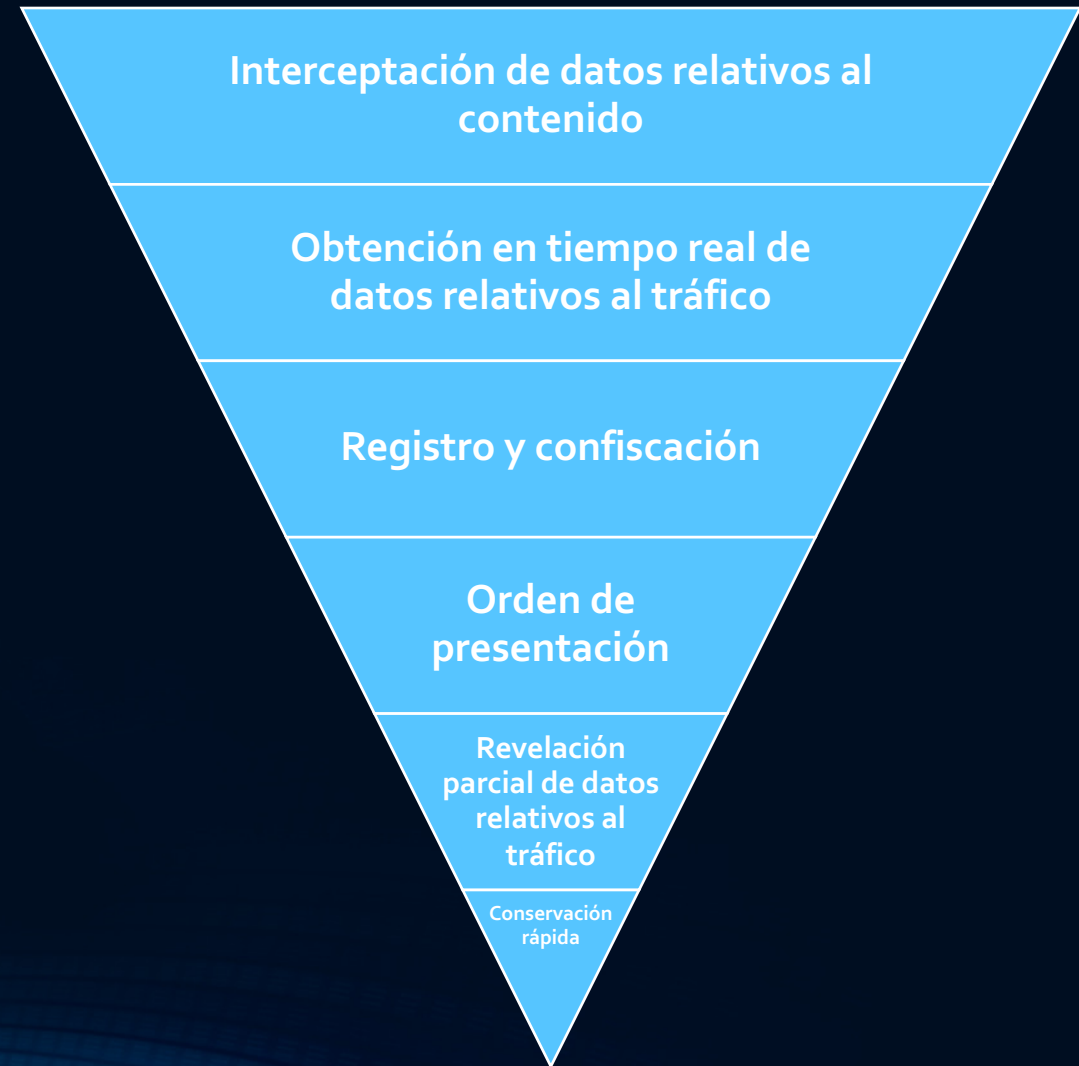 Interceptación de datos relativos al
contenido
Obtención en tiempo real de
datos relativos al tráfico
Registro y confiscación
Orden de
presentación
Revelación
parcial de datos
relativos al
tráfico
Conservación
rápida